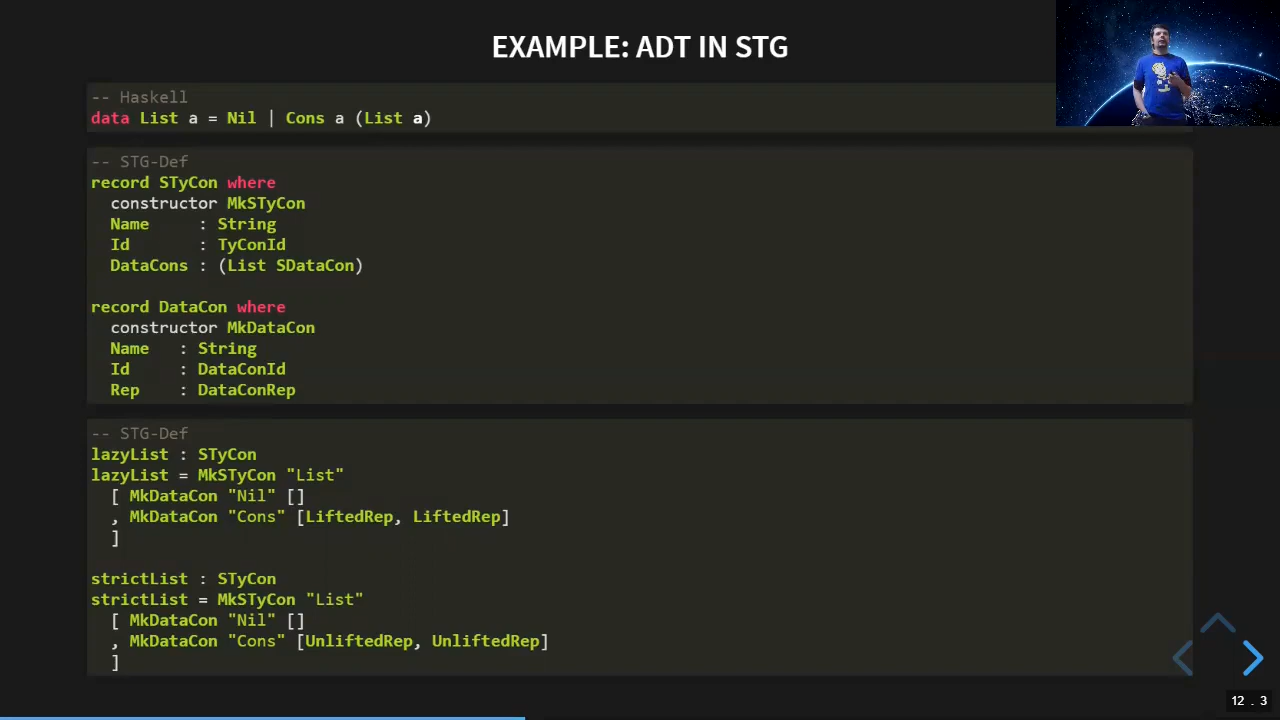 EXAMPLE: ADT IN STG
-- Haskell
data List a = Nil | Cons a (List a)
-- STG-Def
record STyCon where
  constructor MkSTyCon
  Name     : String
  Id       : TyConId
  DataCons : (List SDataCon)
record DataCon where
  constructor MkDataCon
  Name   : String
  Id     : DataConId
  Rep    : DataConRep
-- STG-Def
lazyList : STyCon
lazyList = MkSTyCon "List"
  [ MkDataCon "Nil" []
  , MkDataCon "Cons" [LiftedRep, LiftedRep]
  ]
strictList : STyCon
strictList = MkSTyCon "List"
  [ MkDataCon "Nil" []
  , MkDataCon "Cons" [UnliftedRep, UnliftedRep]
  ]
12 . 3